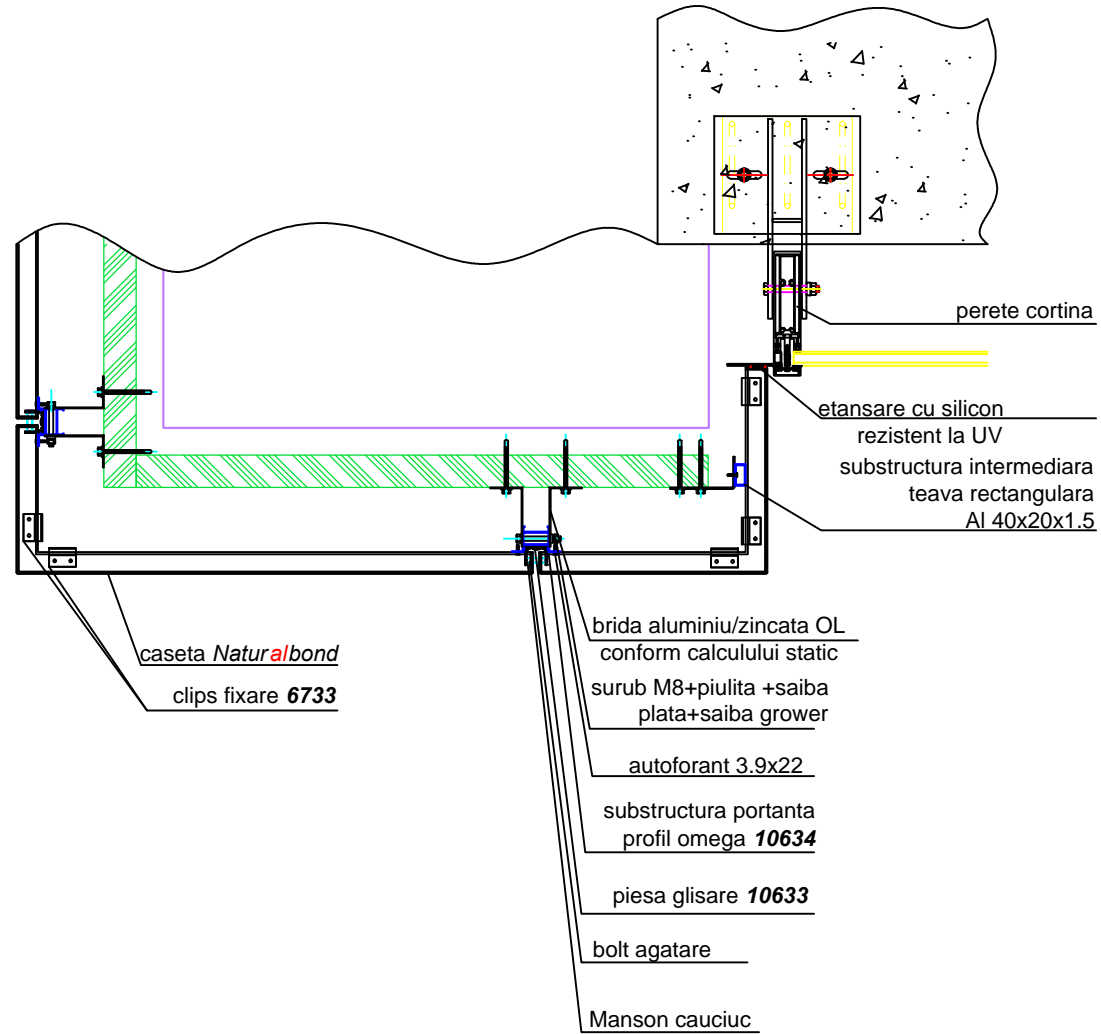 perete cortina
etansare cu silicon
rezistent la UV
substructura intermediara
teava rectangulara
Al 40x20x1.5
brida aluminiu/zincata OL
conform calculului static
surub M8+piulita +saiba
plata+saiba grower
autoforant 3.9x22
substructura portanta
profil omega 10634
piesa glisare 10633
bolt agatare
Manson cauciuc
caseta Naturalbond
clips fixare 6733